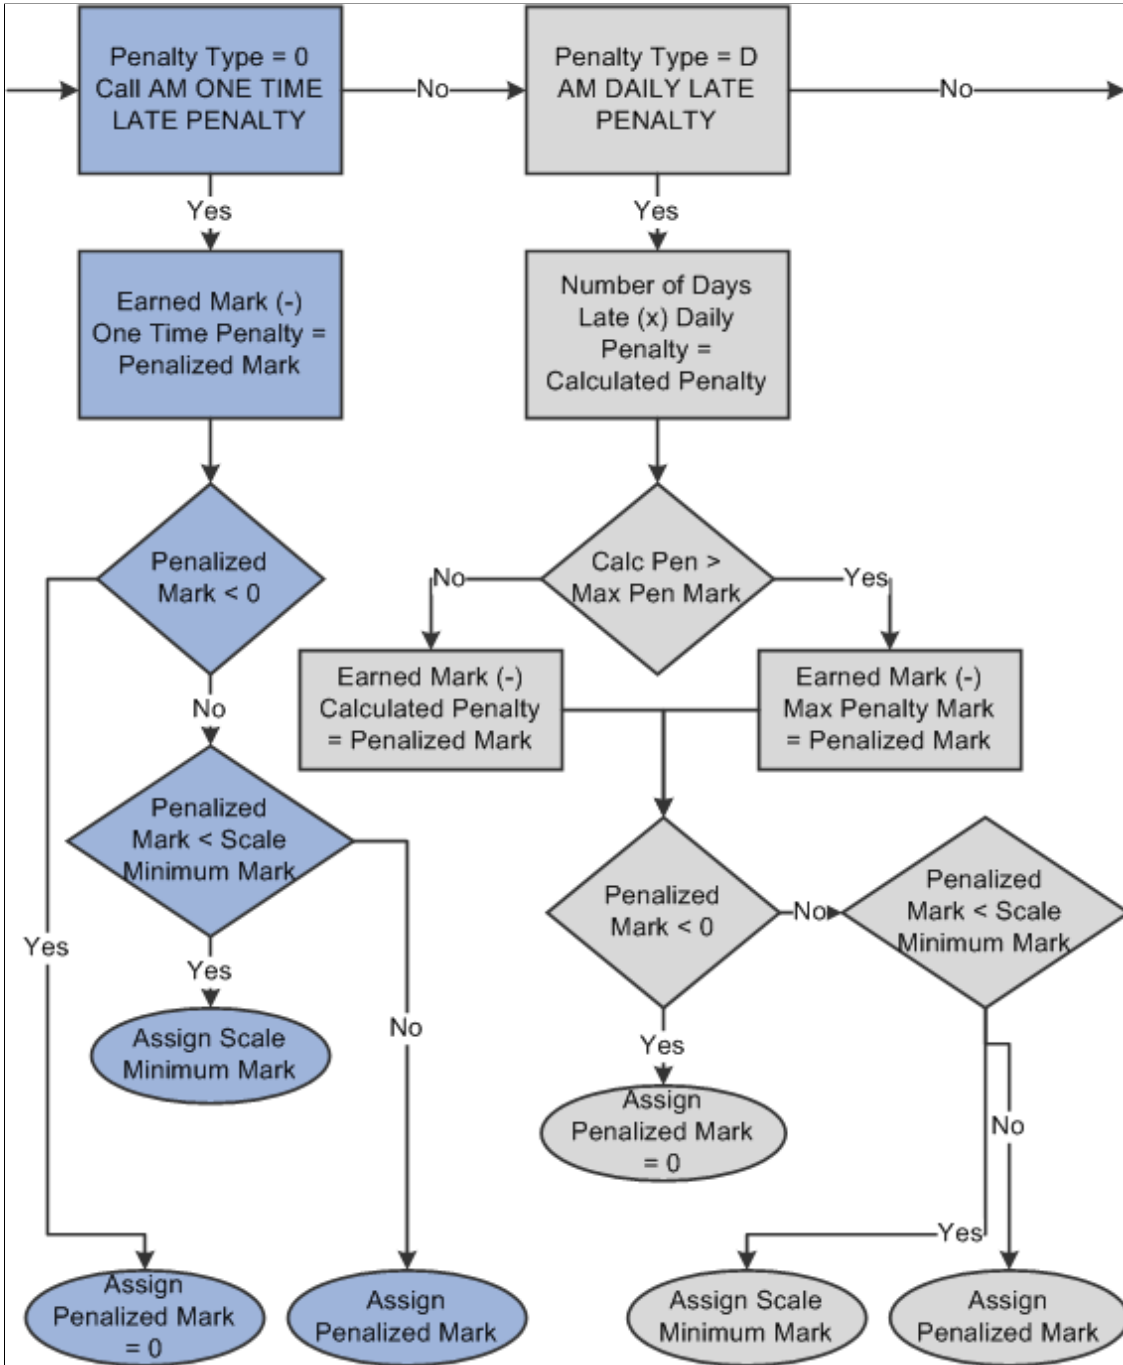 Penalty Type = 0
Call AM ONE TIME
LATE PENALTY
No
Penalty Type = D
AM DAILY LATE
PENALTY
No
Yes
Yes
Earned Mark (-)
One Time Penalty =
Penalized Mark
Number of Days
Late (x) Daily
Penalty =
Calculated Penalty
Penalized
Mark < 0
Calc Pen >
Max Pen Mark
No
Yes
Earned Mark (-)
Calculated Penalty
= Penalized Mark
Earned Mark (-)
Max Penalty Mark
= Penalized Mark
No
Penalized
Mark < Scale
Minimum Mark
Penalized
Mark < 0
No
Penalized
Mark < Scale
Minimum Mark
Yes
Yes
No
Assign Scale
Minimum Mark
Yes
Assign
Penalized Mark
= 0
No
Yes
Assign
Penalized Mark
= 0
Assign
Penalized Mark
Assign Scale
Minimum Mark
Assign
Penalized Mark